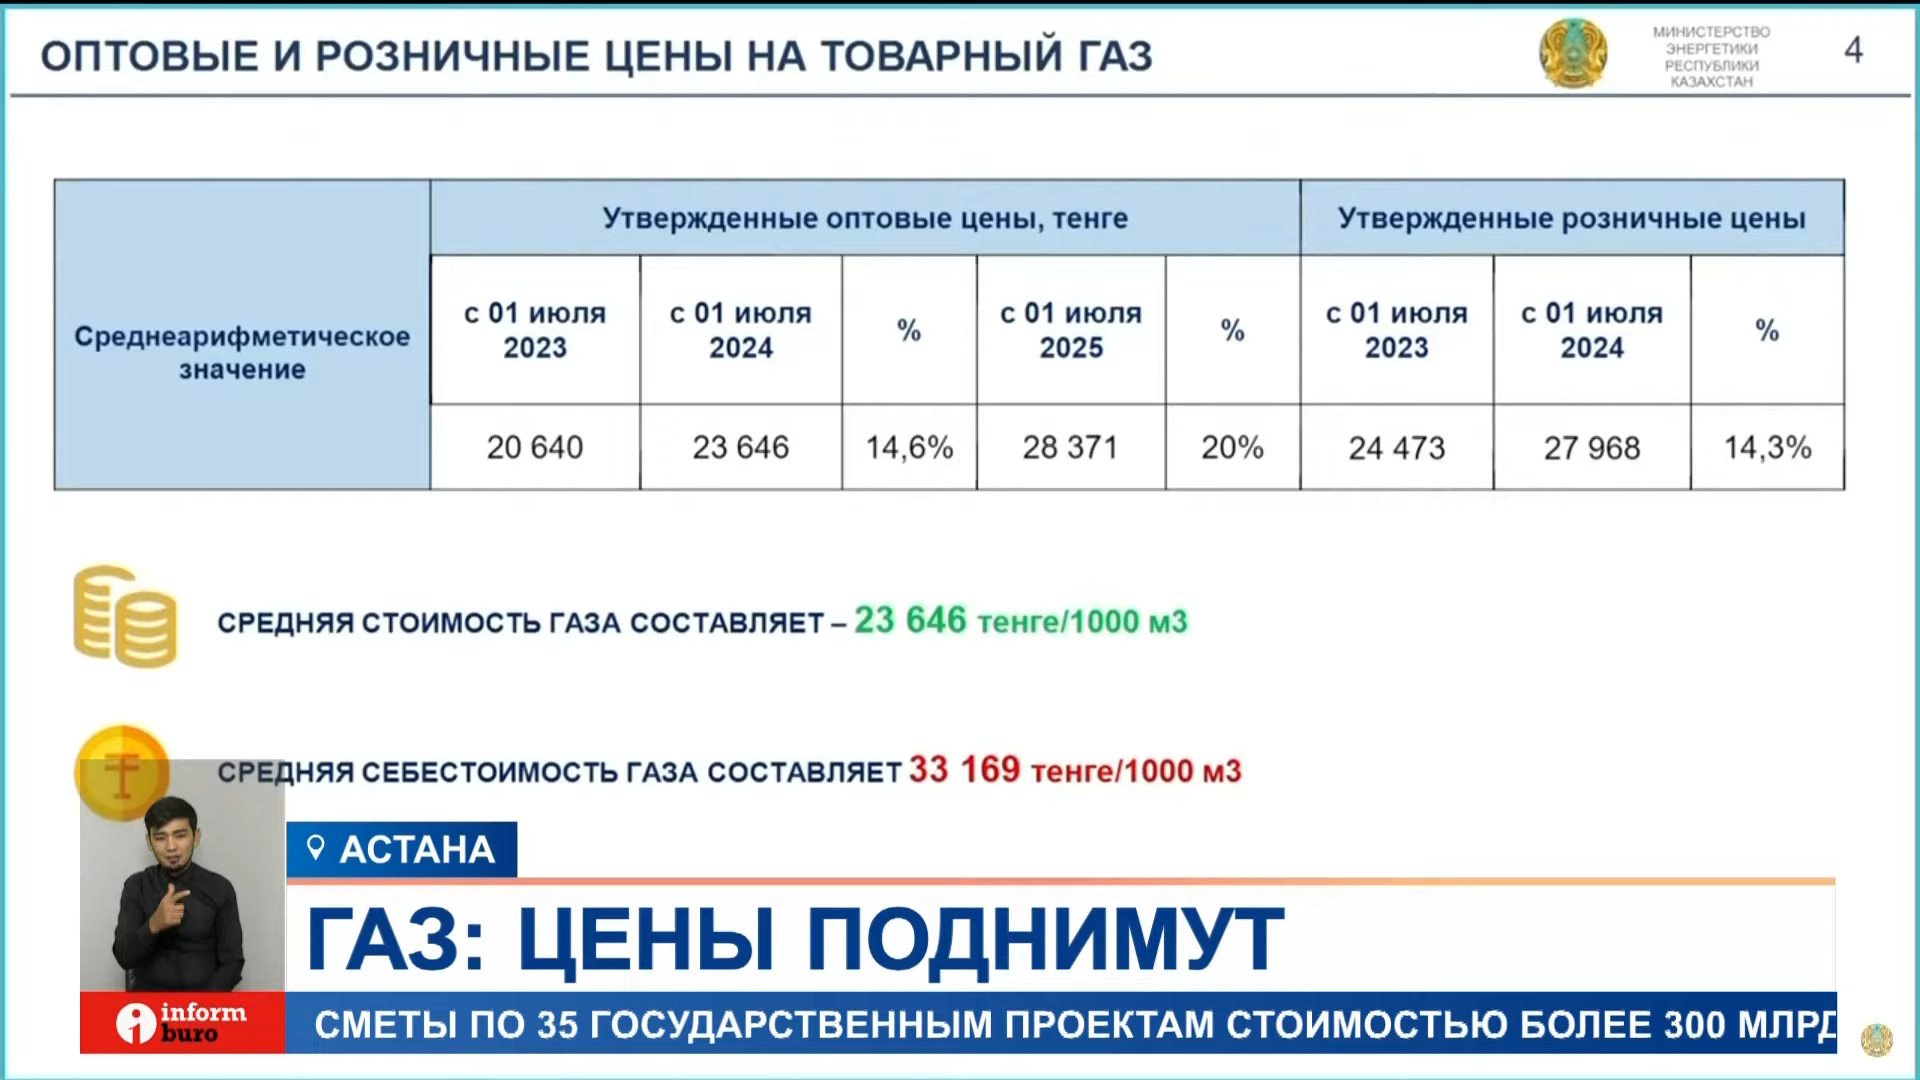 ОПТОВЫЕ И РОЗНИЧНЫЕ ЦЕНЫ НА ТОВАРНЫЙ ГАЗ
МИНИСТЕРСТВО
ЭНЕРГЕТИКИ
РЕСПУБЛИКИ
КАЗАХСТАН
4
Среднеарифметическое
значение
Утвержденные оптовые цены, тенге
Утвержденные розничные цены
с 01 июля
2023
с 01 июля
2024
%
с 01 июля
2025
%
с 01 июля
2023
с 01 июля
2024
%
20 640
23 646
14,6%
28 371
20%
24 473
27 968
14,3%
СРЕДНЯЯ СТОИМОСТЬ ГАЗА СОСТАВЛЯЕТ – 23 646 тенге/1000 м3
СРЕДНЯЯ СЕБЕСТОИМОСТЬ ГАЗА СОСТАВЛЯЕТ 33 169 тенге/1000 м3
АСТАНА
ГАЗ: ЦЕНЫ ПОДНИМУТ
inform
buro
СМЕТЫ ПО 35 ГОСУДАРСТВЕННЫМ ПРОЕКТАМ СТОИМОСТЬЮ БОЛЕЕ 300 МЛРД